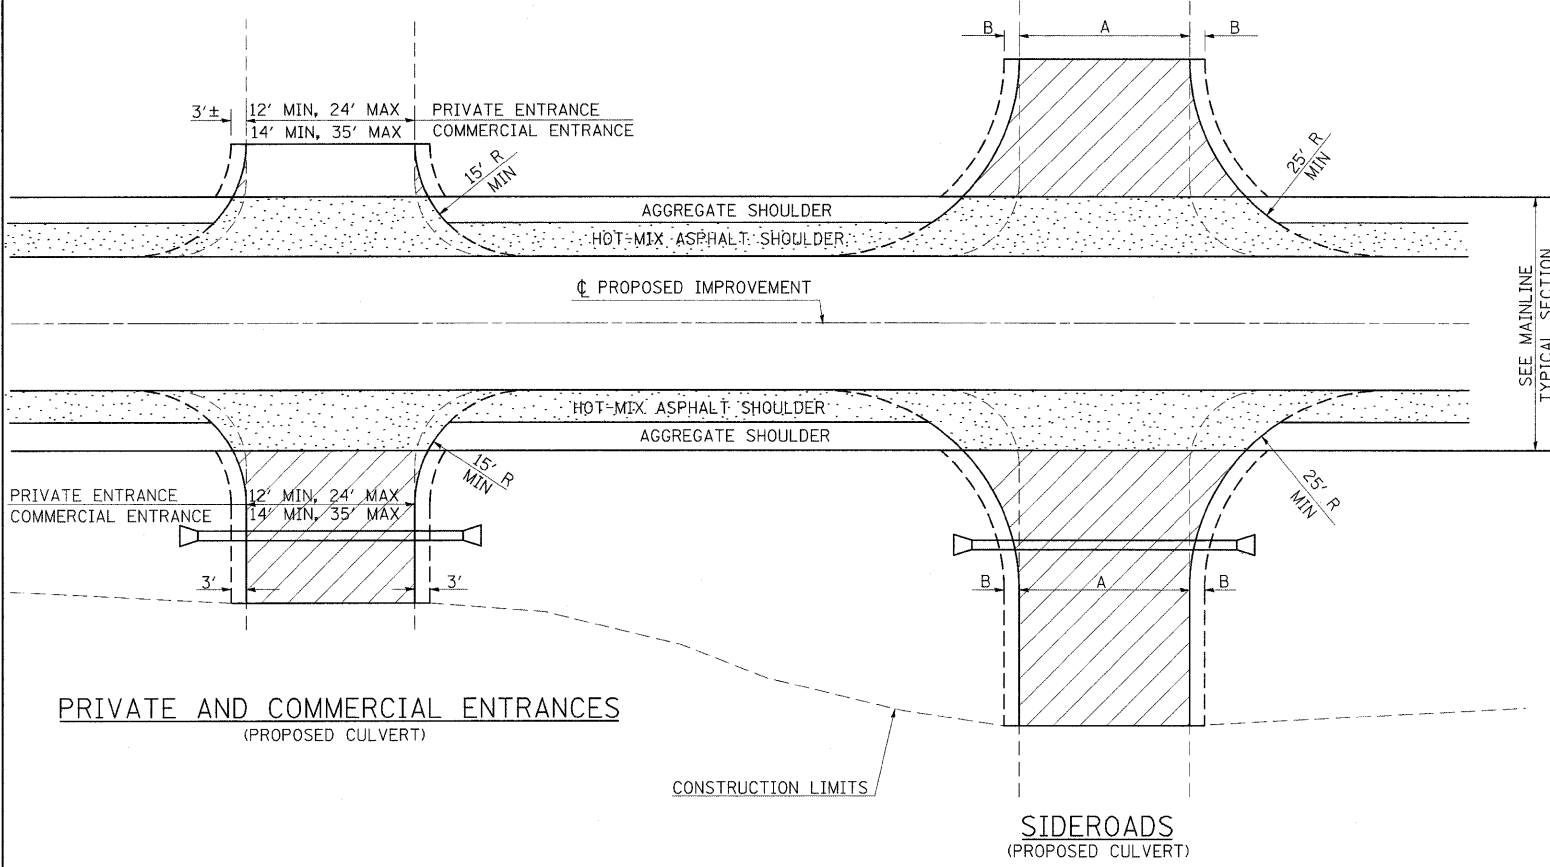 B A B
3'± 12' MIN, 24' MAX PRIVATE ENTRANCE
14' MIN, 35' MAX COMMERCIAL ENTRANCE
15' R
MIN
25' R
MIN
AGGREGATE SHOULDER
HOT-MIX ASPHALT SHOULDER
℄ PROPOSED IMPROVEMENT
SEE MAINLINE
TYPICAL SECTION
HOT-MIX ASPHALT SHOULDER
AGGREGATE SHOULDER
15' R
MIN
25' R
MIN
PRIVATE ENTRANCE 12' MIN, 24' MAX
COMMERCIAL ENTRANCE 14' MIN, 35' MAX
3' 3'
B A B
PRIVATE AND COMMERCIAL ENTRANCES
(PROPOSED CULVERT)
CONSTRUCTION LIMITS
SIDEROADS
(PROPOSED CULVERT)